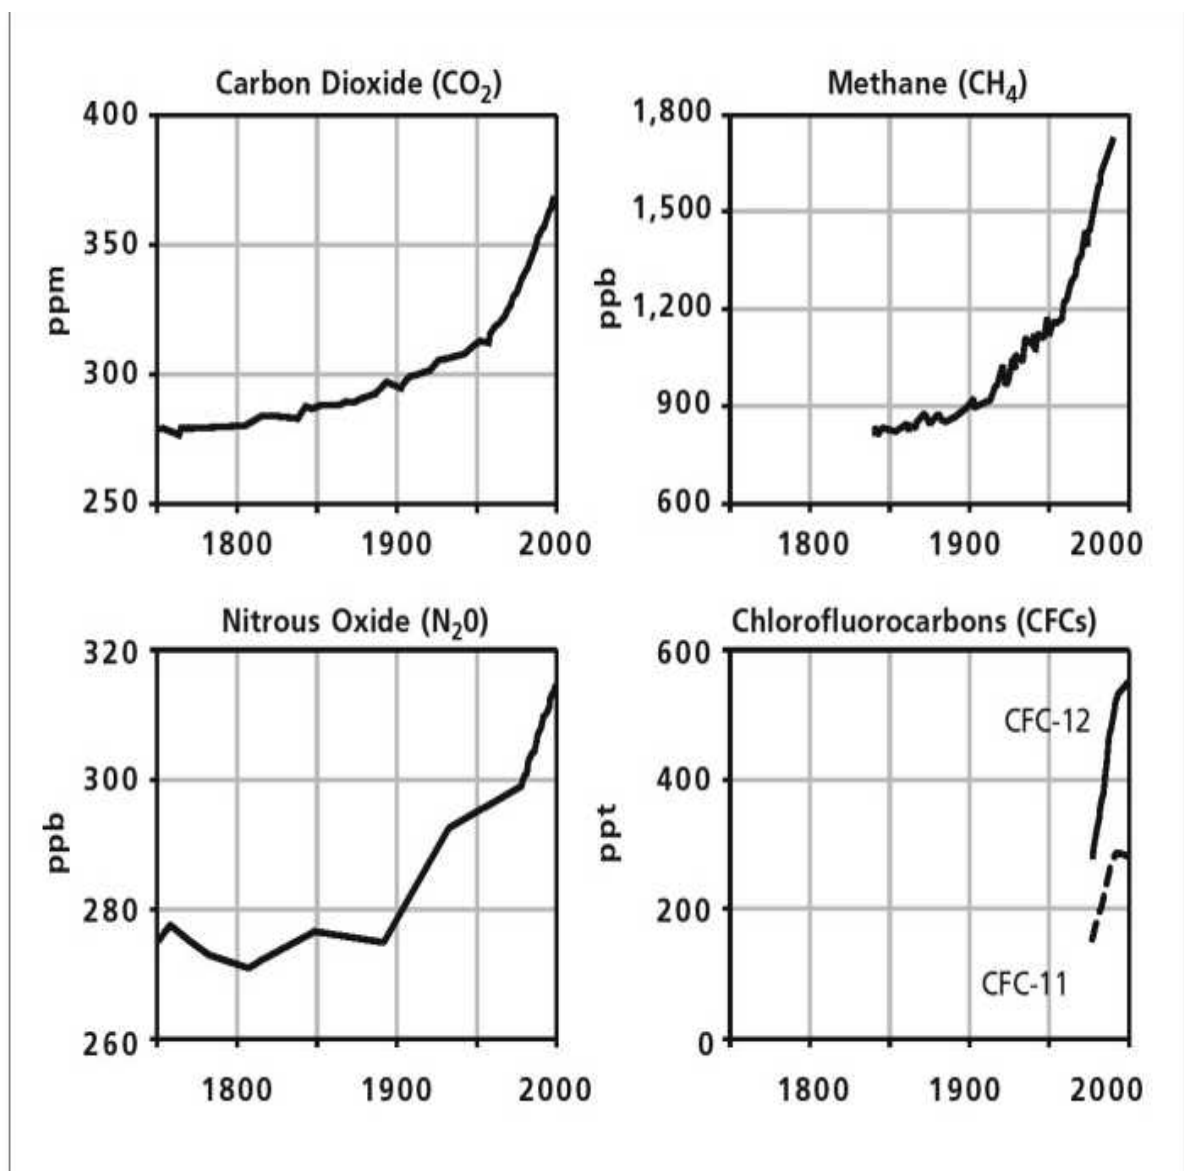 Carbon Dioxide (CO₂)
400
350
300
250
ppm
1800 1900 2000
Methane (CH₄)
1,800
1,500
1,200
900
600
ppb
1800 1900 2000
Nitrous Oxide (N₂0)
320
300
280
260
ppb
1800 1900 2000
Chlorofluorocarbons (CFCs)
600
400
200
0
ppt
CFC-12
CFC-11
1800 1900 2000